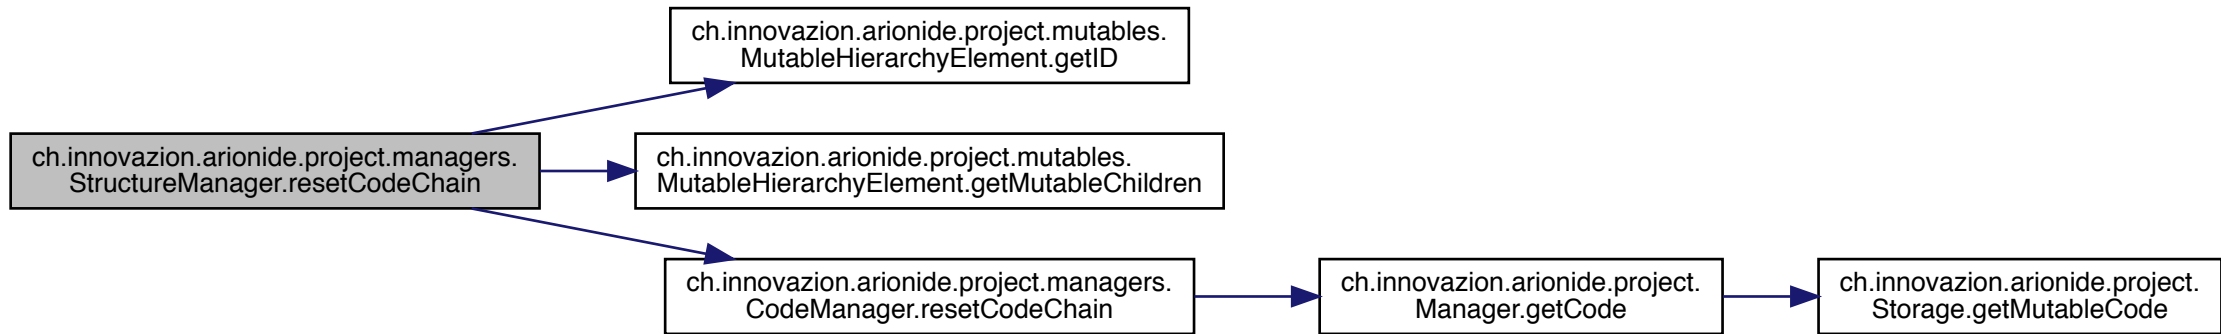 ch.innovazion.arionide.project.managers.
StructureManager.resetCodeChain
ch.innovazion.arionide.project.mutables.
MutableHierarchyElement.getID
ch.innovazion.arionide.project.mutables.
MutableHierarchyElement.getMutableChildren
ch.innovazion.arionide.project.managers.
CodeManager.resetCodeChain
ch.innovazion.arionide.project.
Manager.getCode
ch.innovazion.arionide.project.
Storage.getMutableCode